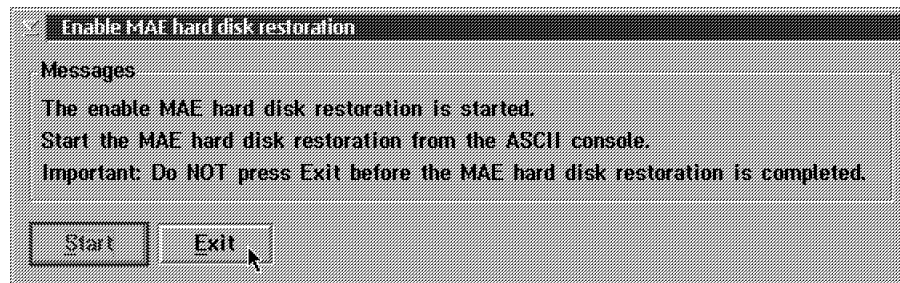 Enable MAE hard disk restoration
Messages
The enable MAE hard disk restoration is started.
Start the MAE hard disk restoration from the ASCII console.
Important: Do NOT press Exit before the MAE hard disk restoration is completed.
Start Exit